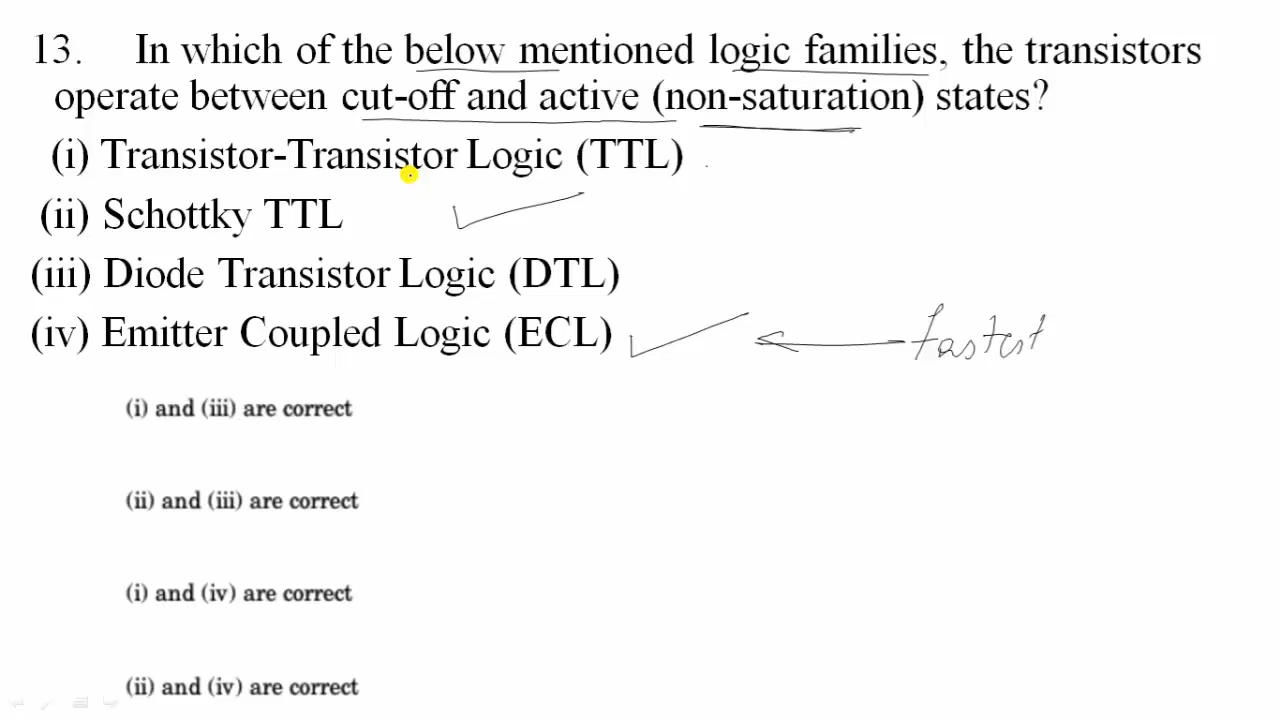 13. In which of the below mentioned logic families, the transistors
operate between cut-off and active (non-saturation) states?
(i) Transistor-Transistor Logic (TTL)
(ii) Schottky TTL
(iii) Diode Transistor Logic (DTL)
(iv) Emitter Coupled Logic (ECL)
fastest
(i) and (iii) are correct
(ii) and (iii) are correct
(i) and (iv) are correct
(ii) and (iv) are correct